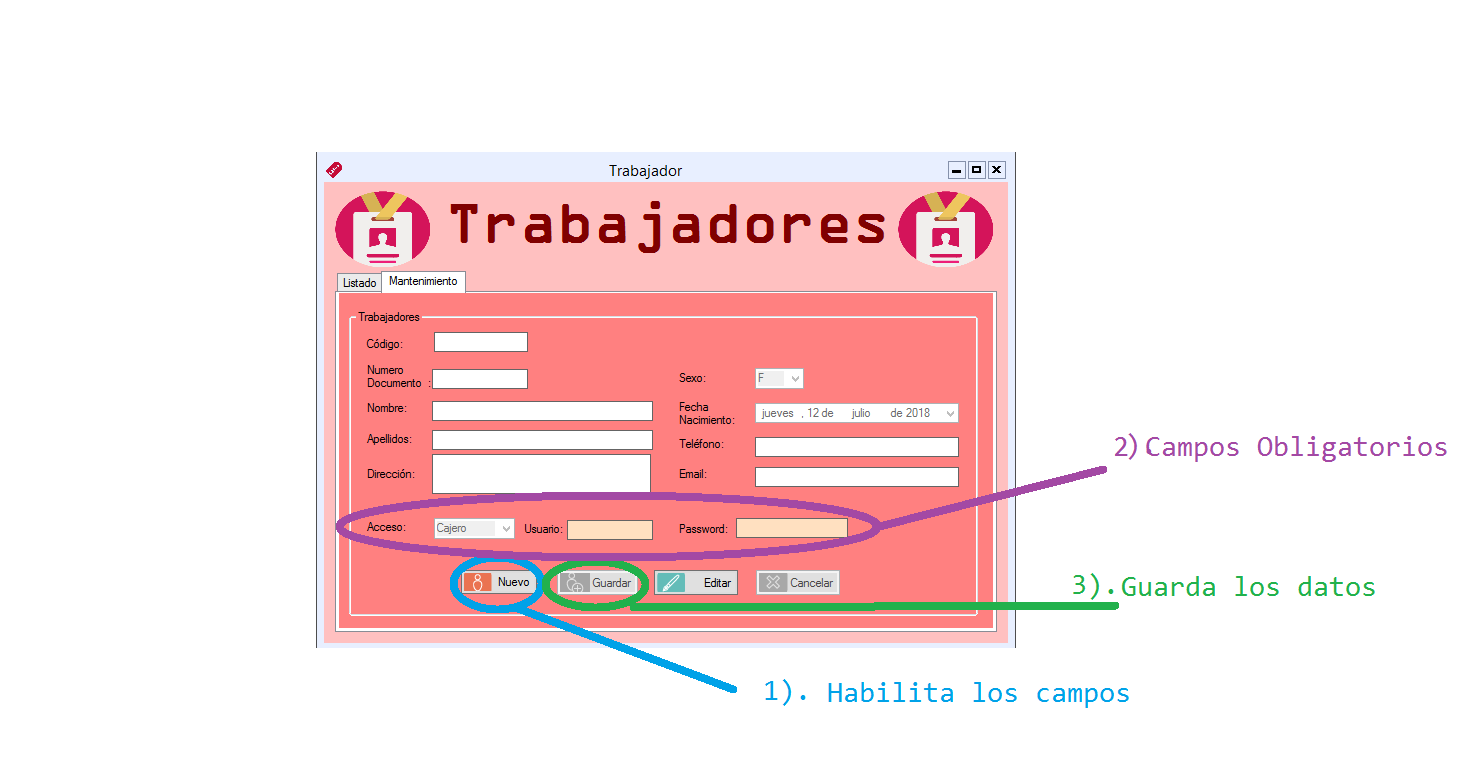 Trabajador
Trabajadores
Listado
Mantenimiento
Trabajadores
Código:
Numero
Documento :
Sexo:
F
Nombre:
Fecha
Nacimiento:
jueves , 12 de julio de 2018
Apellidos:
Teléfono:
2)Campos Obligatorios
Dirección:
Email:
Acceso:
Cajero
Usuario:
Password:
Nuevo
Guardar
Editar
Cancelar
3).Guarda los datos
1). Habilita los campos